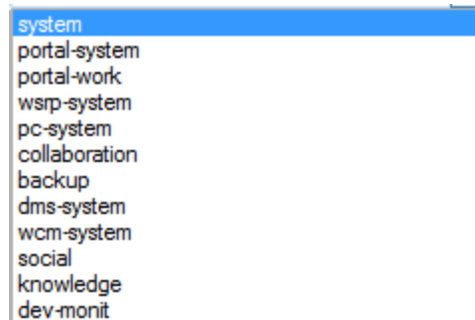 system
portal-system
portal-work
wsrp-system
pc-system
collaboration
backup
dms-system
wcm-system
social
knowledge
dev-monit